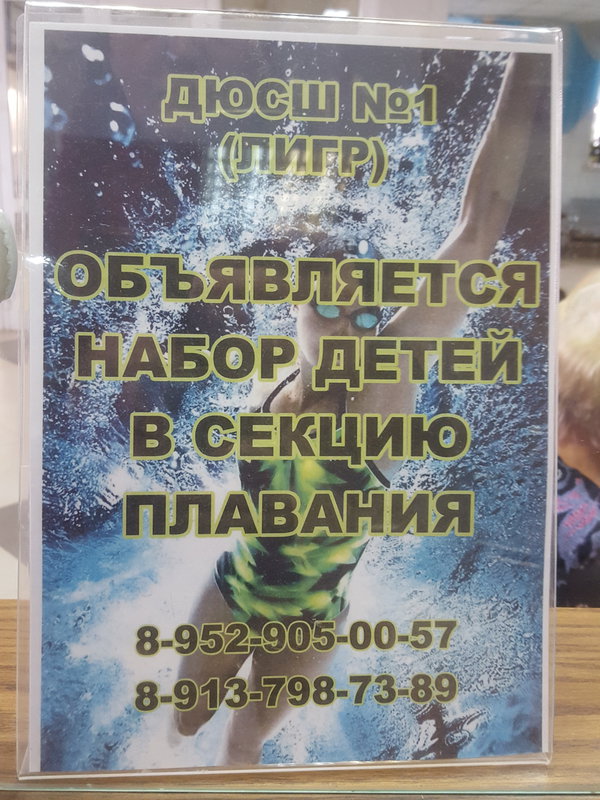 ДЮСШ №1
(ЛИГР)
ОБЪЯВЛЯЕТСЯ
НАБОР ДЕТЕЙ
В СЕКЦИЮ
ПЛАВАНИЯ
8-952-905-00-57
8-913-798-73-89